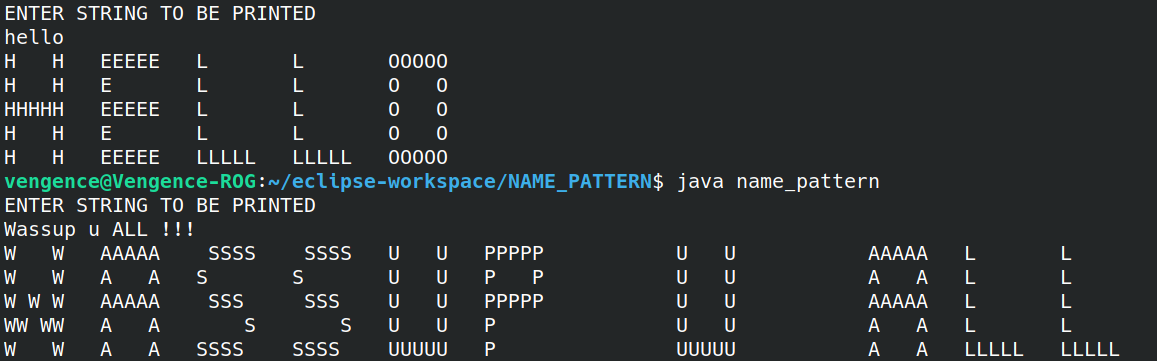 ENTER STRING TO BE PRINTED
hello
H   H   EEEEE   L       L       OOOOO
H   H   E       L       L       O   O
HHHHH   EEEEE   L       L       O   O
H   H   E       L       L       O   O
H   H   EEEEE   LLLLL   LLLLL   OOOOO
vengence@Vengence-ROG:~/eclipse-workspace/NAME_PATTERN$ java name_pattern
ENTER STRING TO BE PRINTED
Wassup u ALL !!!
W   W   AAAAA    SSSS    SSSS   U   U   PPPPP           U   U           AAAAA   L       L
W   W   A   A   S       S       U   U   P   P           U   U           A   A   L       L
W W W   AAAAA    SSS     SSS    U   U   PPPPP           U   U           AAAAA   L       L
WW WW   A   A       S       S   U   U   P               U   U           A   A   L       L
W   W   A   A   SSSS    SSSS    UUUUU   P               UUUUU           A   A   LLLLL   LLLLL